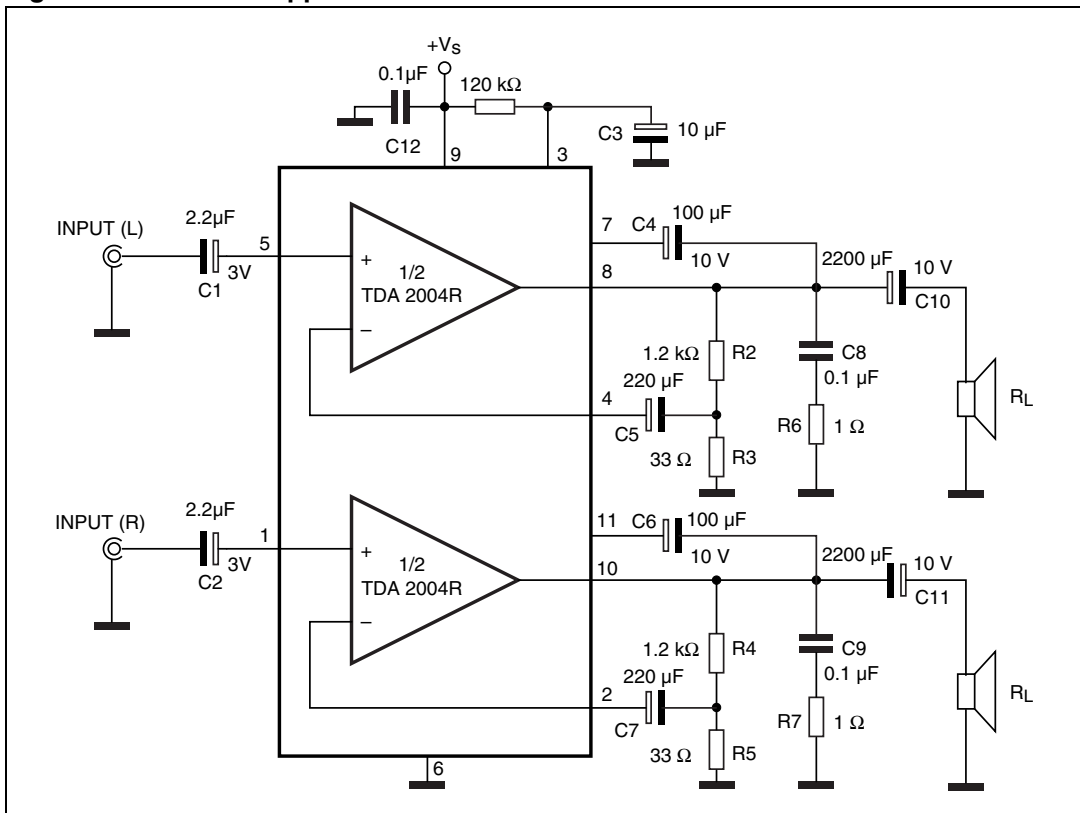 +VS
0.1µF
120 kΩ
C12
C3
10 µF
9
3
INPUT (L)
2.2µF
3V
C1
5
+
1/2
TDA 2004R
–
7
C4
100 µF
10 V
8
2200 µF
10 V
C10
1.2 kΩ
R2
C8
0.1 µF
220 µF
4
C5
33 Ω
R3
R6
1 Ω
RL
INPUT (R)
2.2µF
3V
C2
1
+
1/2
TDA 2004R
–
11
C6
100 µF
10 V
10
2200 µF
10 V
C11
1.2 kΩ
R4
C9
0.1 µF
220 µF
2
C7
33 Ω
R5
R7
1 Ω
RL
6